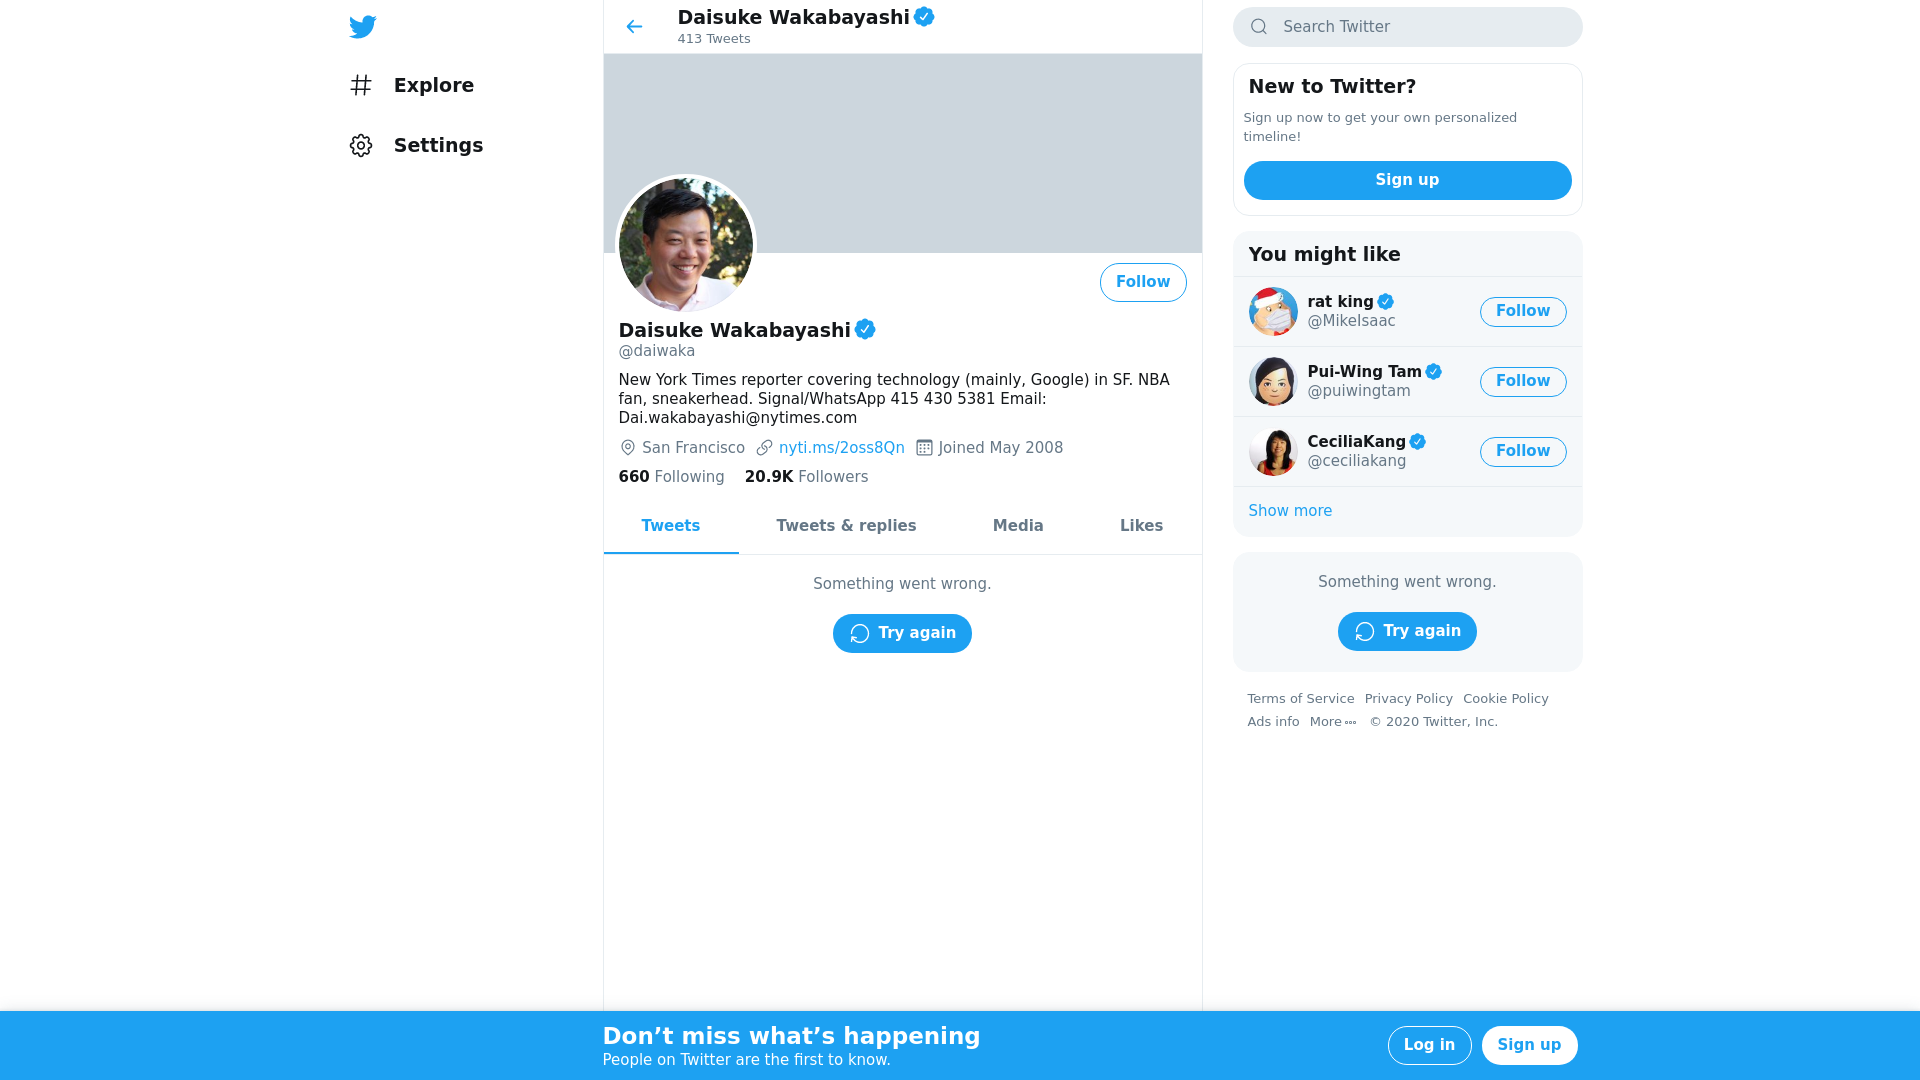 Explore
Settings
Daisuke Wakabayashi
413 Tweets
Follow
Daisuke Wakabayashi
@daiwaka
New York Times reporter covering technology (mainly, Google) in SF. NBA
fan, sneakerhead. Signal/WhatsApp 415 430 5381 Email:
Dai.wakabayashi@nytimes.com
San Francisco nyti.ms/2oss8Qn Joined May 2008
660 Following 20.9K Followers
Tweets Tweets & replies Media Likes
Something went wrong.
Try again
Search Twitter
New to Twitter?
Sign up now to get your own personalized
timeline!
Sign up
You might like
rat king
@MikeIsaac
Follow
Pui-Wing Tam
@puiwingtam
Follow
CeciliaKang
@ceciliakang
Follow
Show more
Something went wrong.
Try again
Terms of Service Privacy Policy Cookie Policy
Ads info More © 2020 Twitter, Inc.
Don’t miss what’s happening
People on Twitter are the first to know.
Log in Sign up